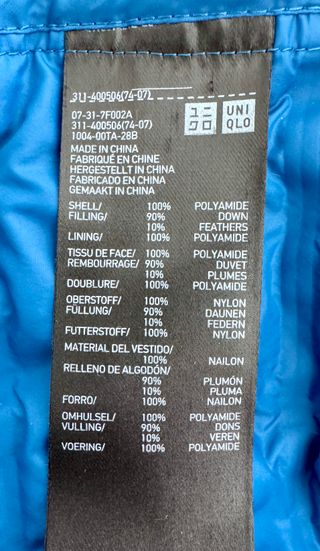 311-400506(74-07)
07-31-7F002A
311-400506(74-07)
1004-00TA-28B
ユニ
クロ
UNI
QLO
MADE IN CHINA
FABRIQUÉ EN CHINE
HERGESTELLT IN CHINA
FABRICADO EN CHINA
GEMAAKT IN CHINA
SHELL/ 100% POLYAMIDE
FILLING/ 90% DOWN
10% FEATHERS
LINING/ 100% POLYAMIDE
TISSU DE FACE/ 100% POLYAMIDE
REMBOURRAGE/ 90% DUVET
10% PLUMES
DOUBLURE/ 100% POLYAMIDE
OBERSTOFF/ 100% NYLON
FÜLLUNG/ 90% DAUNEN
10% FEDERN
FUTTERSTOFF/ 100% NYLON
MATERIAL DEL VESTIDO/
100% NAILON
RELLENO DE ALGODÓN/
90% PLUMÓN
10% PLUMA
FORRO/ 100% NAILON
OMHULSEL/ 100% POLYAMIDE
VULLING/ 90% DONS
10% VEREN
VOERING/ 100% POLYAMIDE